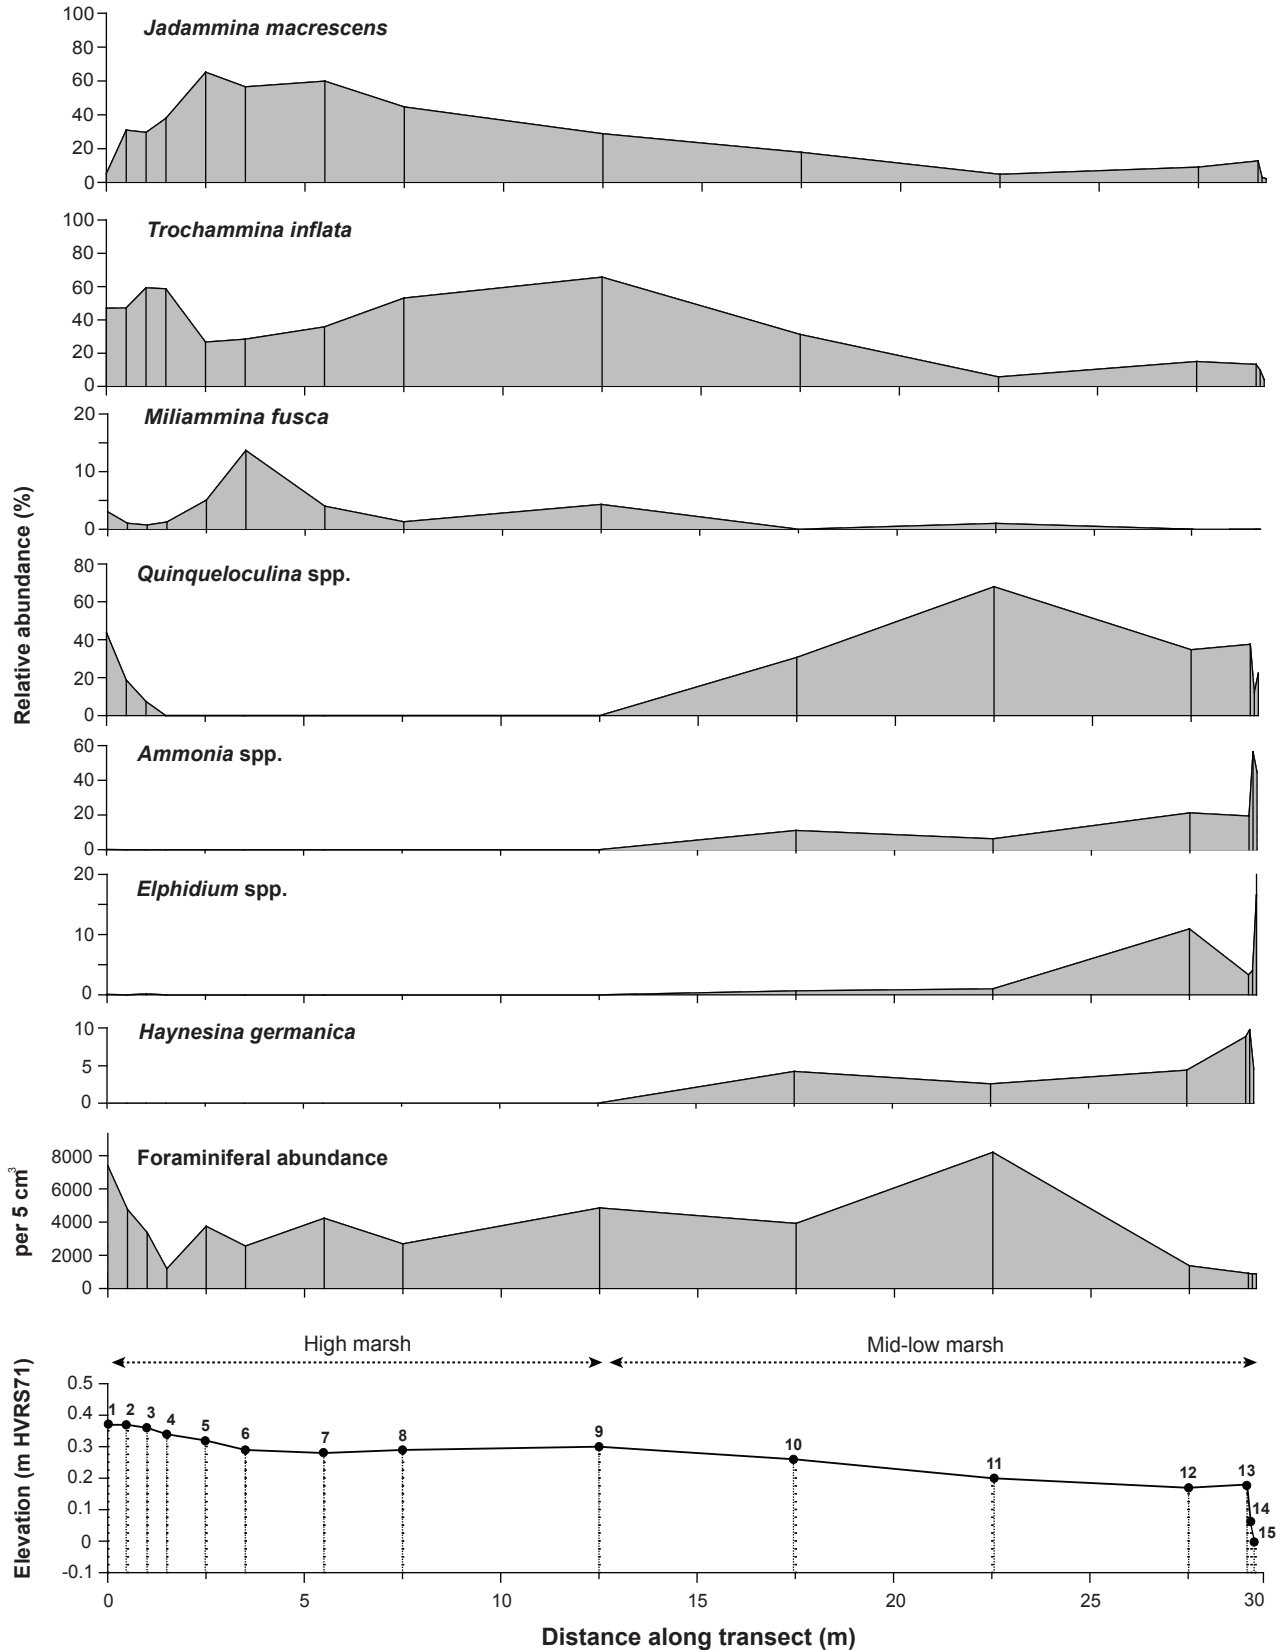 Jadammina macrescens
100
80
60
40
20
0
Trochammina inflata
100
80
60
40
20
0
Miliammina fusca
20
10
0
Relative abundance (%)
Quinqueloculina spp.
80
60
40
20
0
Ammonia spp.
60
40
20
0
Elphidium spp.
20
10
0
Haynesina germanica
10
5
0
Foraminiferal abundance
per 5 cm³
8000
6000
4000
2000
0
High marsh
Mid-low marsh
Elevation (m HVRS71)
0.5
0.4
0.3
0.2
0.1
0
-0.1
1 2 3 4 5 6 7 8 9 10 11 12 13 14 15
0 5 10 15 20 25 30
Distance along transect (m)